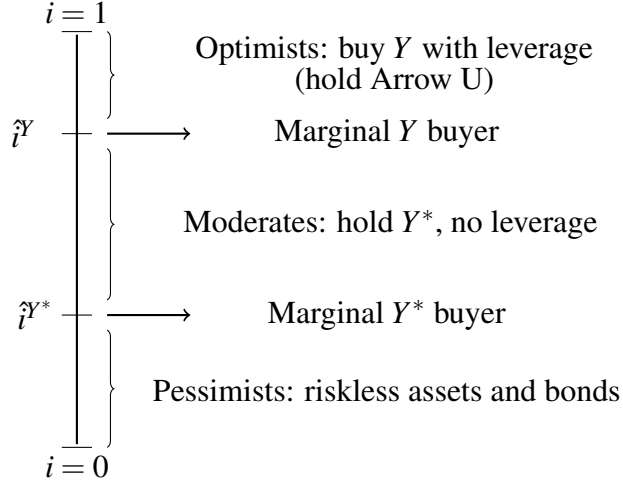 i = 1
Optimists: buy Y with leverage
(hold Arrow U)
î^Y
Marginal Y buyer
Moderates: hold Y*, no leverage
î^{Y*}
Marginal Y* buyer
Pessimists: riskless assets and bonds
i = 0